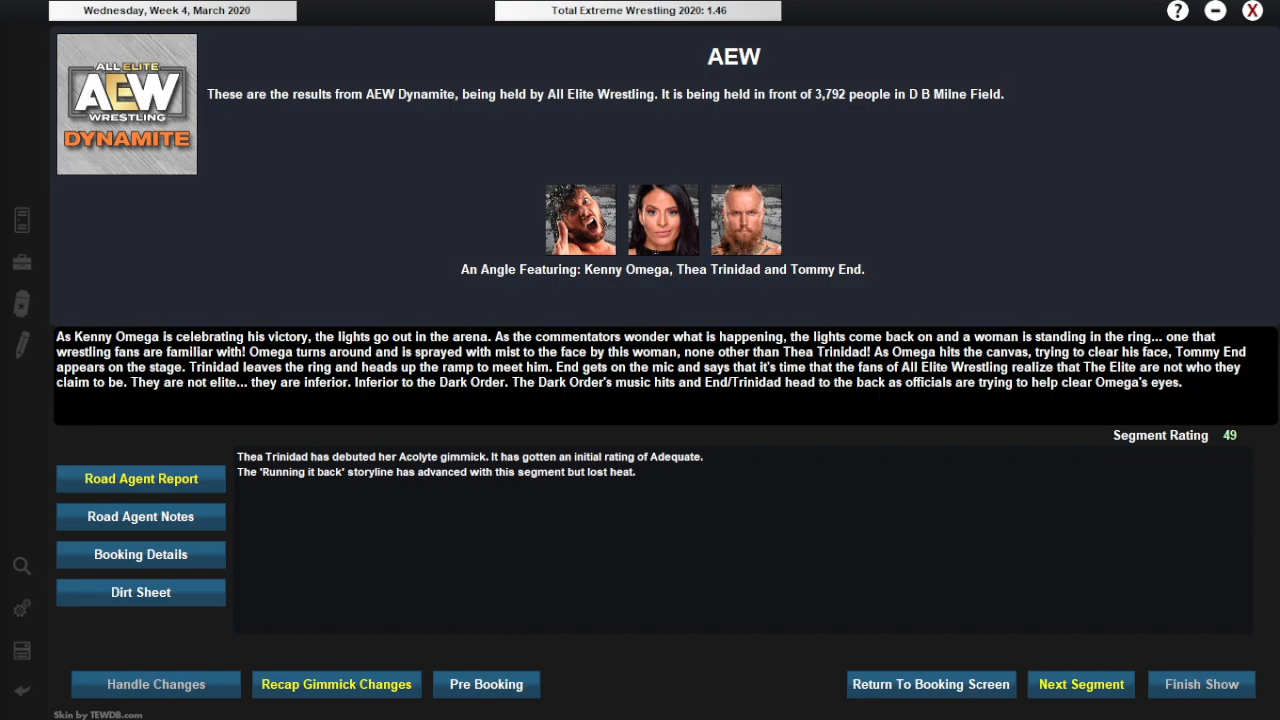 Wednesday, Week 4, March 2020
Total Extreme Wrestling 2020: 1.46
?
X
ALL ELITE
AEW
WRESTLING
DYNAMITE
AEW
These are the results from AEW Dynamite, being held by All Elite Wrestling. It is being held in front of 3,792 people in D B Milne Field.
An Angle Featuring: Kenny Omega, Thea Trinidad and Tommy End.
As Kenny Omega is celebrating his victory, the lights go out in the arena. As the commentators wonder what is happening, the lights come back on and a woman is standing in the ring... one that
wrestling fans are familiar with! Omega turns around and is sprayed with mist to the face by this woman, none other than Thea Trinidad! As Omega hits the canvas, trying to clear his face, Tommy End
appears on the stage. Trinidad leaves the ring and heads up the ramp to meet him. End gets on the mic and says that it's time that the fans of All Elite Wrestling realize that The Elite are not who they
claim to be. They are not elite... they are inferior. Inferior to the Dark Order. The Dark Order's music hits and End/Trinidad head to the back as officials are trying to help clear Omega's eyes.
Segment Rating 49
Thea Trinidad has debuted her Acolyte gimmick. It has gotten an initial rating of Adequate.
The 'Running it back' storyline has advanced with this segment but lost heat.
Road Agent Report
Road Agent Notes
Booking Details
Dirt Sheet
Handle Changes
Recap Gimmick Changes
Pre Booking
Return To Booking Screen
Next Segment
Finish Show
Skin by TEWDB.com